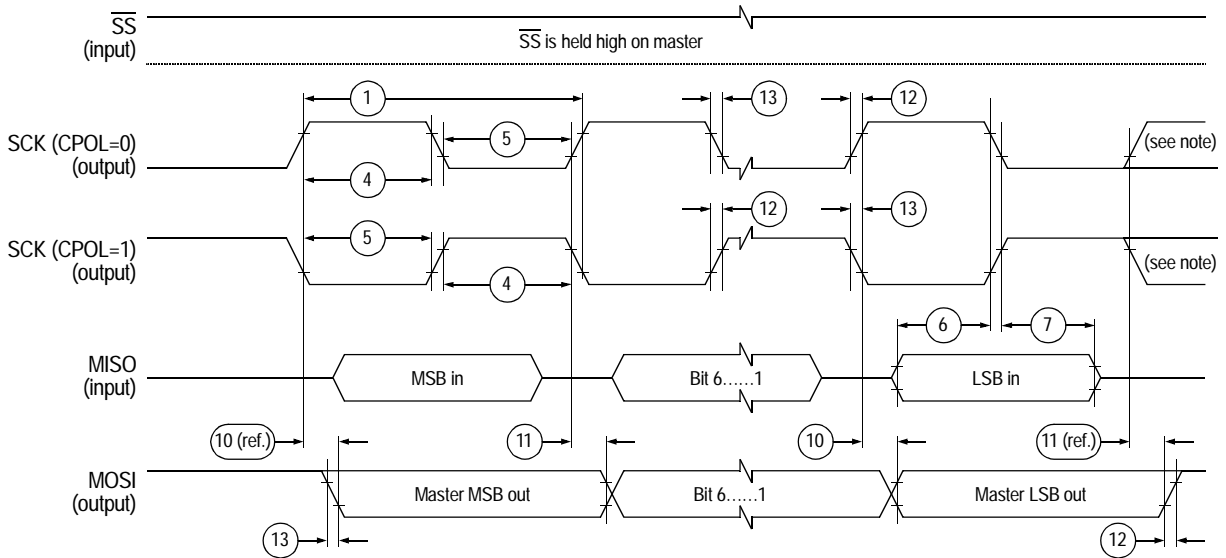 SS
(input)
SS is held high on master
1
13
12
SCK (CPOL=0)
(output)
5
(see note)
4
12
13
SCK (CPOL=1)
(output)
5
(see note)
4
6
7
MISO
(input)
MSB in
Bit 6......1
LSB in
10 (ref.)
11
10
11 (ref.)
MOSI
(output)
Master MSB out
Bit 6......1
Master LSB out
13
12